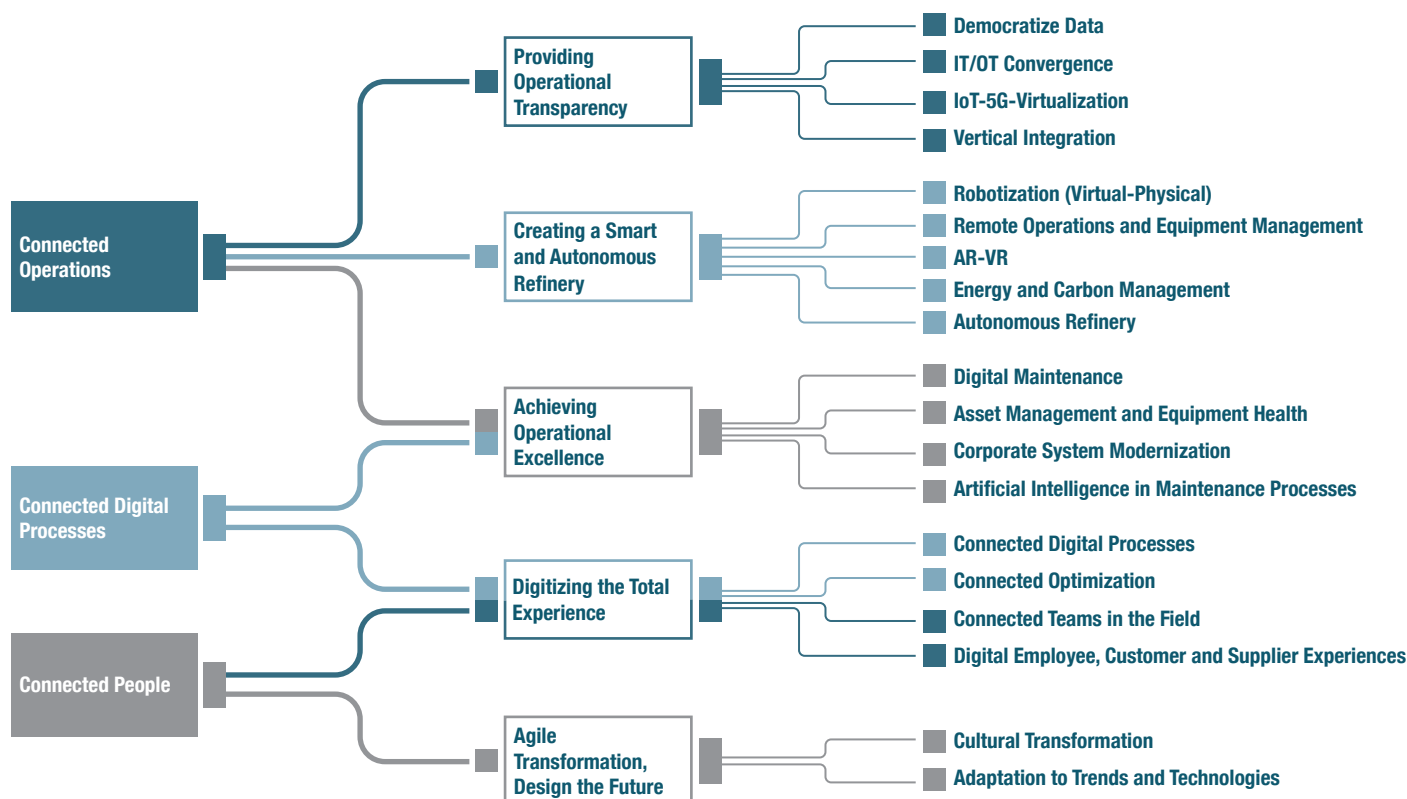 Connected
Operations
Connected Digital
Processes
Connected People
Providing
Operational
Transparency
Creating a Smart
and Autonomous
Refinery
Achieving
Operational
Excellence
Digitizing the Total
Experience
Agile
Transformation,
Design the Future
Democratize Data
IT/OT Convergence
IoT-5G-Virtualization
Vertical Integration
Robotization (Virtual-Physical)
Remote Operations and Equipment Management
AR-VR
Energy and Carbon Management
Autonomous Refinery
Digital Maintenance
Asset Management and Equipment Health
Corporate System Modernization
Artificial Intelligence in Maintenance Processes
Connected Digital Processes
Connected Optimization
Connected Teams in the Field
Digital Employee, Customer and Supplier Experiences
Cultural Transformation
Adaptation to Trends and Technologies